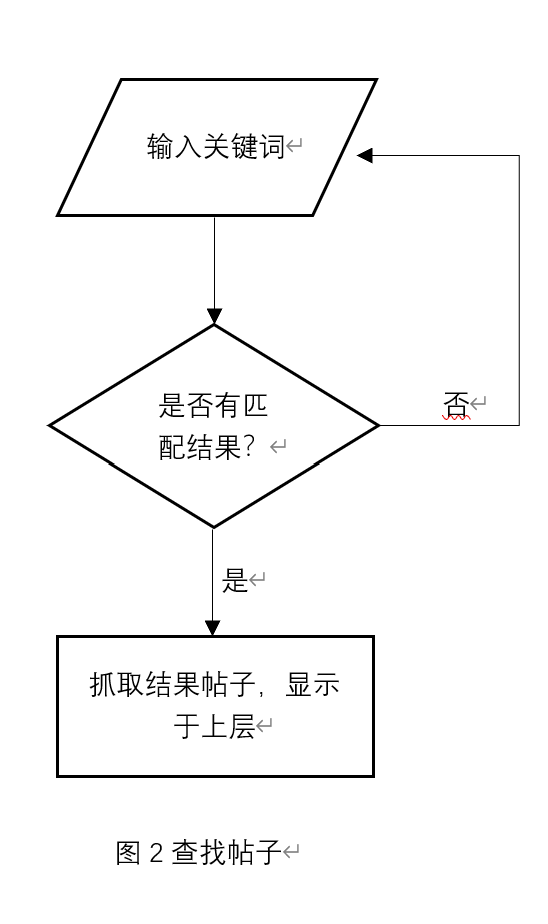 输入关键词
是否有匹
配结果？
否
是
抓取结果帖子，显示
于上层
图 2 查找帖子